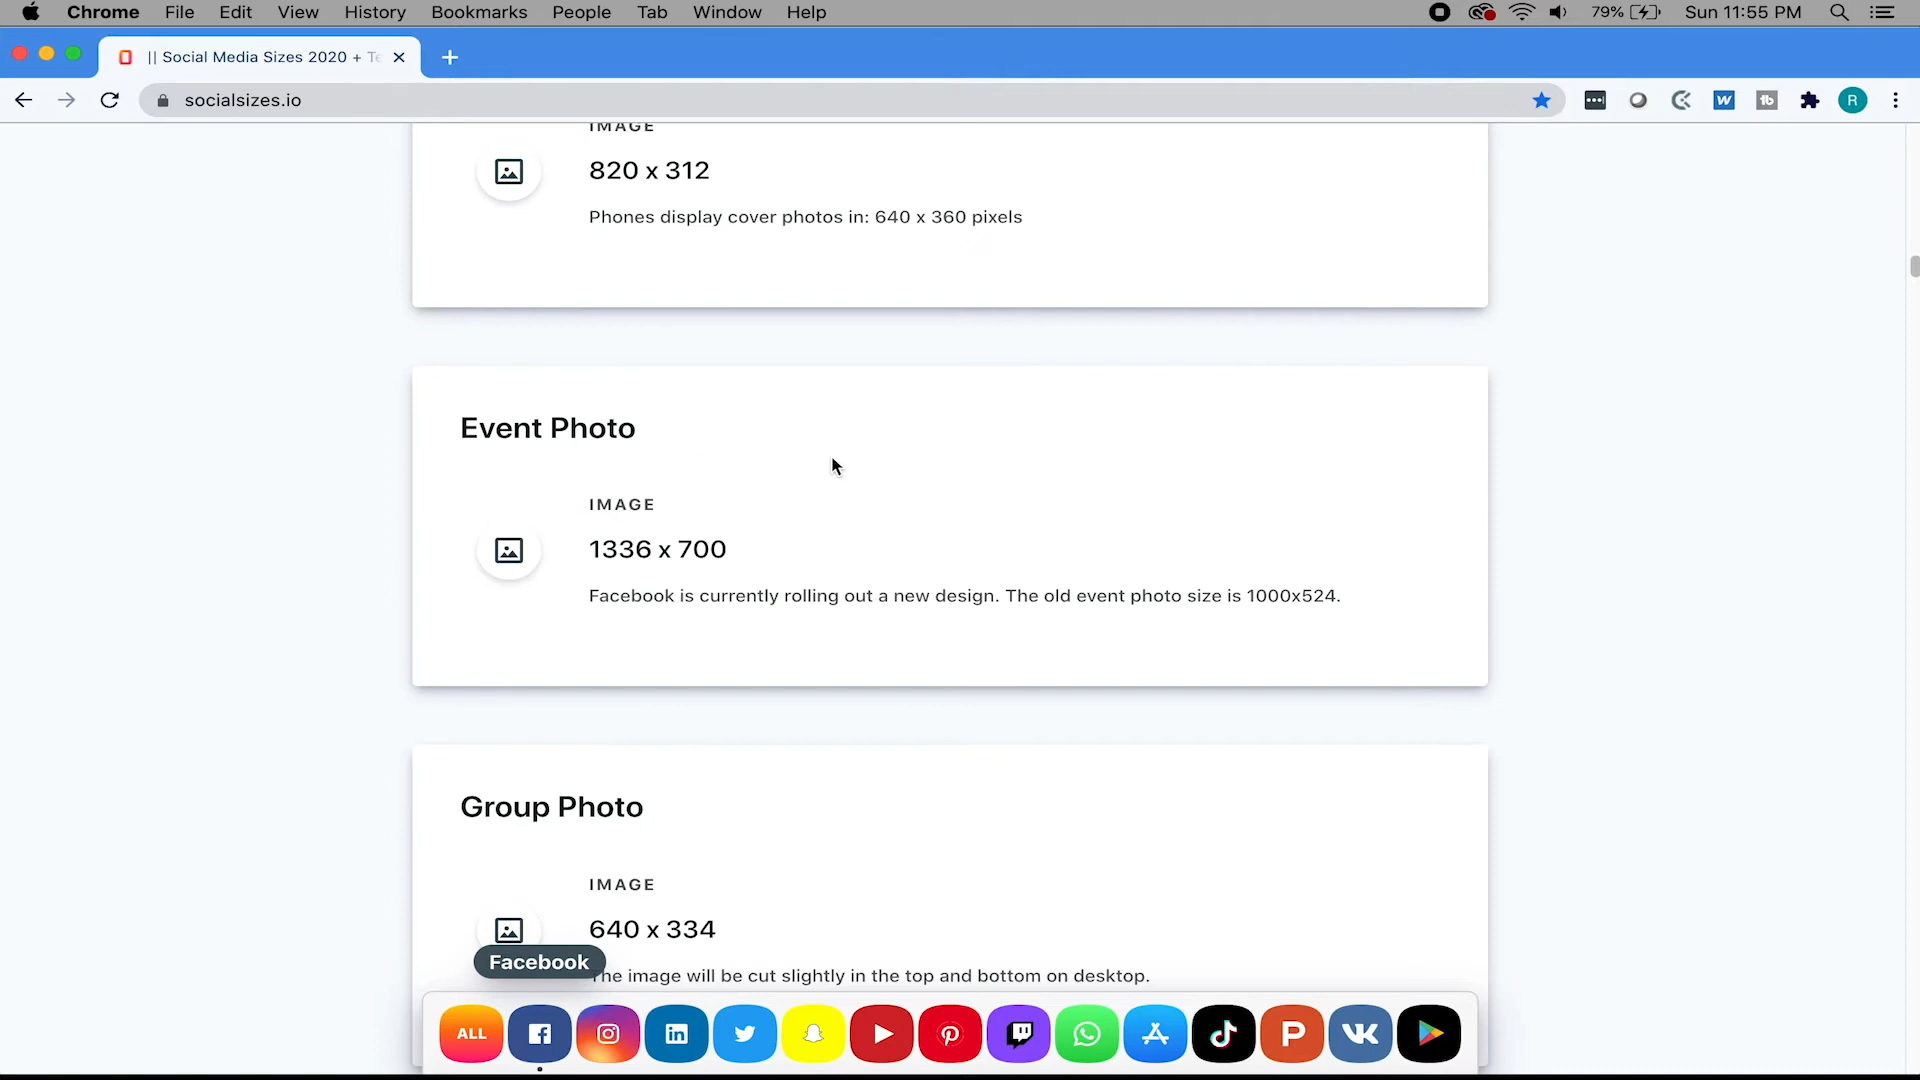 Chrome File Edit View History Bookmarks People Tab Window Help 79% Sun 11:55 PM
|| Social Media Sizes 2020 + Te
socialsizes.io R
IMAGE
820 x 312
Phones display cover photos in: 640 x 360 pixels
Event Photo
IMAGE
1336 x 700
Facebook is currently rolling out a new design. The old event photo size is 1000x524.
Group Photo
IMAGE
640 x 334
Facebook
The image will be cut slightly in the top and bottom on desktop.
ALL